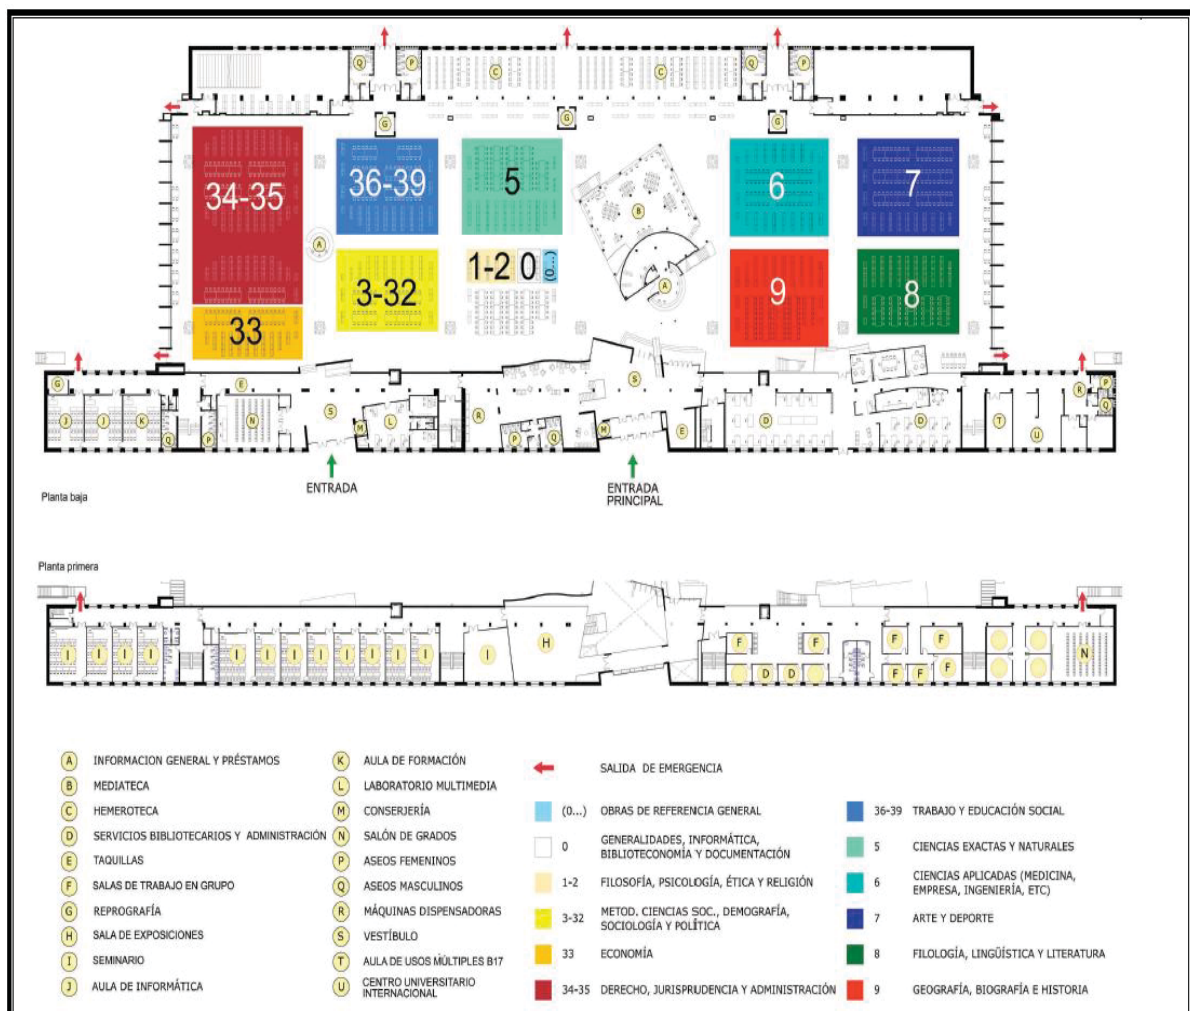 Q
P
C
C
Q
P
G
G
G
34-35
36-39
5
6
7
B
A
1-2
0
(0...)
A
3-32
9
8
33
G
E
S
R
P
J
J
K
N
S
M
L
R
M
E
D
D
T
U
Q
Q
P
P
Q
ENTRADA
ENTRADA
PRINCIPAL
Planta baja
Planta primera
I
I
I
I
I
I
I
I
I
I
I
I
H
F
F
F
F
N
D
D
F
F
F
A INFORMACION GENERAL Y PRÉSTAMOS
B MEDIATECA
C HEMEROTECA
D SERVICIOS BIBLIOTECARIOS Y ADMINISTRACIÓN
E TAQUILLAS
F SALAS DE TRABAJO EN GRUPO
G REPROGRAFÍA
H SALA DE EXPOSICIONES
I SEMINARIO
J AULA DE INFORMÁTICA
K AULA DE FORMACIÓN
L LABORATORIO MULTIMEDIA
M CONSERJERÍA
N SALÓN DE GRADOS
P ASEOS FEMENINOS
Q ASEOS MASCULINOS
R MÁQUINAS DISPENSADORAS
S VESTÍBULO
T AULA DE USOS MÚLTIPLES B17
U CENTRO UNIVERSITARIO
INTERNACIONAL
SALIDA DE EMERGENCIA
(0...) OBRAS DE REFERENCIA GENERAL
0 GENERALIDADES, INFORMÁTICA,
BIBLIOTECONOMÍA Y DOCUMENTACIÓN
1-2 FILOSOFÍA, PSICOLOGÍA, ÉTICA Y RELIGIÓN
3-32 METOD. CIENCIAS SOC., DEMOGRAFÍA,
SOCIOLOGÍA Y POLÍTICA
33 ECONOMÍA
34-35 DERECHO, JURISPRUDENCIA Y ADMINISTRACIÓN
36-39 TRABAJO Y EDUCACIÓN SOCIAL
5 CIENCIAS EXACTAS Y NATURALES
6 CIENCIAS APLICADAS (MEDICINA,
EMPRESA, INGENIERÍA, ETC)
7 ARTE Y DEPORTE
8 FILOLOGÍA, LINGÜÍSTICA Y LITERATURA
9 GEOGRAFÍA, BIOGRAFÍA E HISTORIA